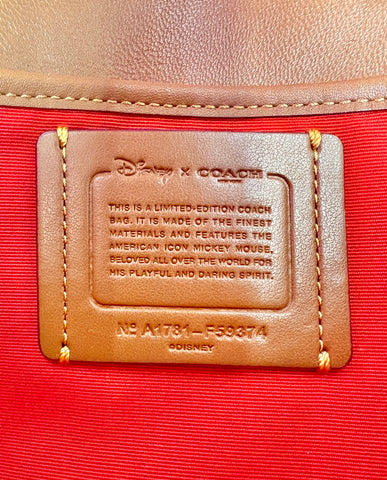 Disney × COACH
THIS IS A LIMITED-EDITION COACH
BAG. IT IS MADE OF THE FINEST
MATERIALS AND FEATURES THE
AMERICAN ICON MICKEY MOUSE.
BELOVED ALL OVER THE WORLD FOR
HIS PLAYFUL AND DARING SPIRIT.
Nº A1781-F59374
©DISNEY